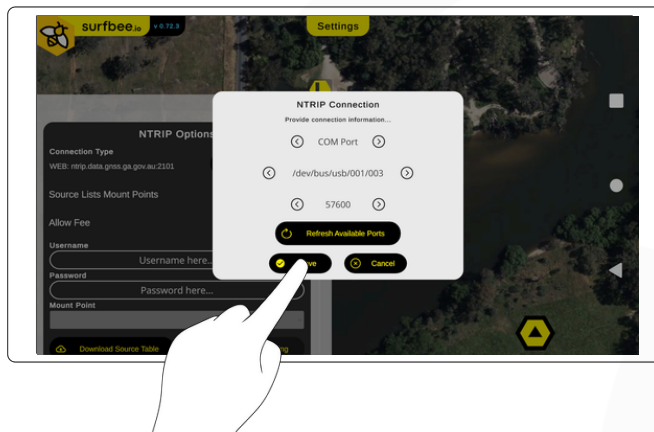 surfbee.io v 0.72.3
Settings
NTRIP Connection
Provide connection information...
COM Port
/dev/bus/usb/001/003
57600
Refresh Available Ports
Cancel
NTRIP Options
Connection Type
WEB: ntrip.data.gnss.ga.gov.au:2101
Source Lists Mount Points
Allow Fee
Username
Username here...
Password
Password here...
Mount Point
Download Source Table